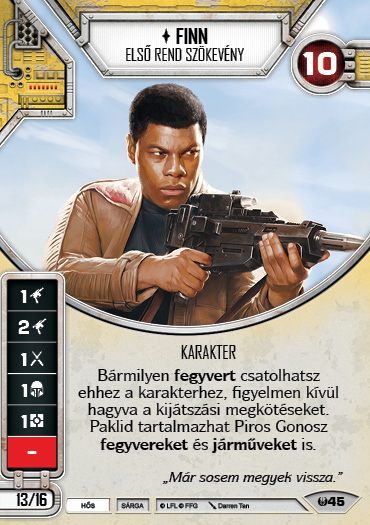 FINN
ELSŐ REND SZÖKEVÉNY
10
1
2
1
1
1
–
13/16
KARAKTER
Bármilyen fegyvert csatolhatsz
ehhez a karakterhez, figyelmen kívül
hagyva a kijátszási megkötéseket.
Paklid tartalmazhat Piros Gonosz
fegyvereket és járműveket is.
„Már sosem megyek vissza.”
HŐS
SÁRGA
© LFL © FFG
Darren Tan
45